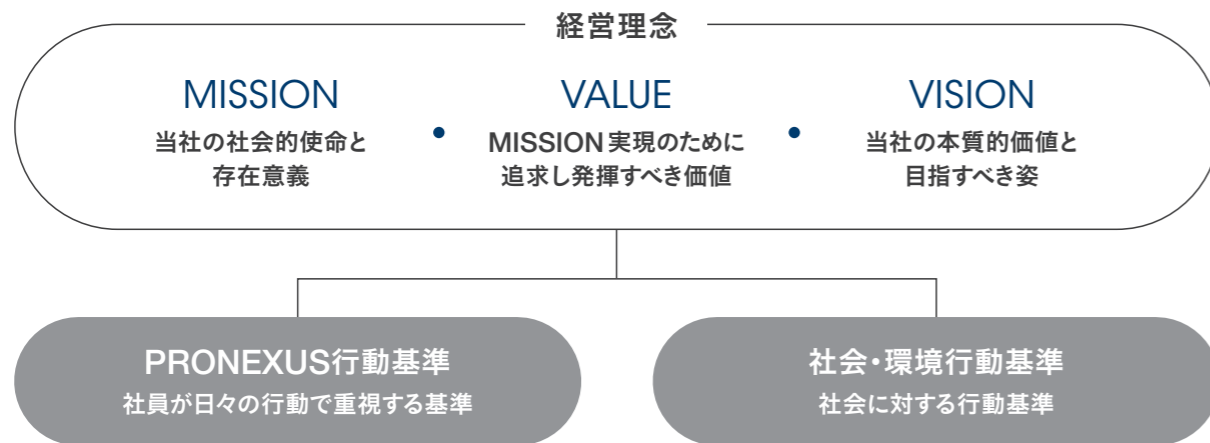 経営理念
MISSION
当社の社会的使命と
存在意義
•
VALUE
MISSION 実現のために
追求し発揮すべき価値
•
VISION
当社の本質的価値と
目指すべき姿
PRONEXUS行動基準
社員が日々の行動で重視する基準
社会・環境行動基準
社会に対する行動基準